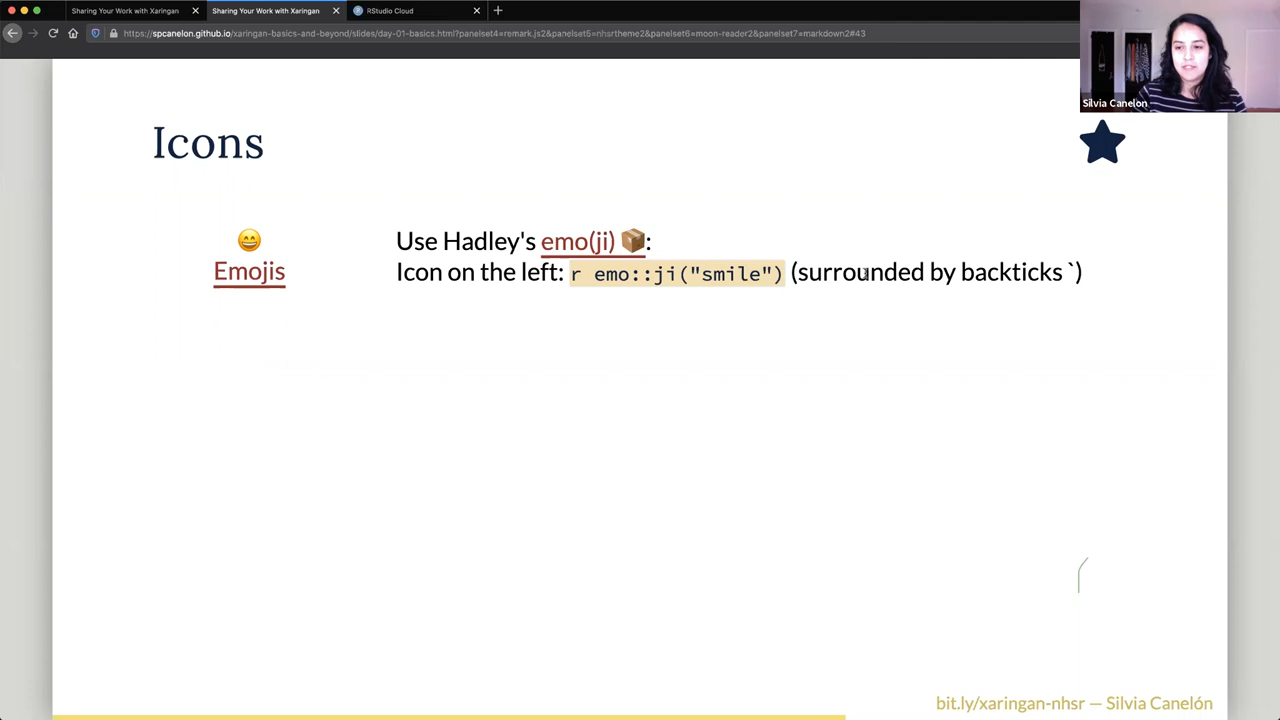 Sharing Your Work with Xaringan
Sharing Your Work with Xaringan
RStudio Cloud
https://spcanelon.github.io/xaringan-basics-and-beyond/slides/day-01-basics.html?panelset4=remark.js2&panelset5=nhsrtheme2&panelset6=moon-reader2&panelset7=markdown2#43
Silvia Canelon
Icons
Emojis
Use Hadley's emo(ji) 📦:
Icon on the left: r emo::ji("smile") (surrounded by backticks `)
bit.ly/xaringan-nhsr — Silvia Canelón